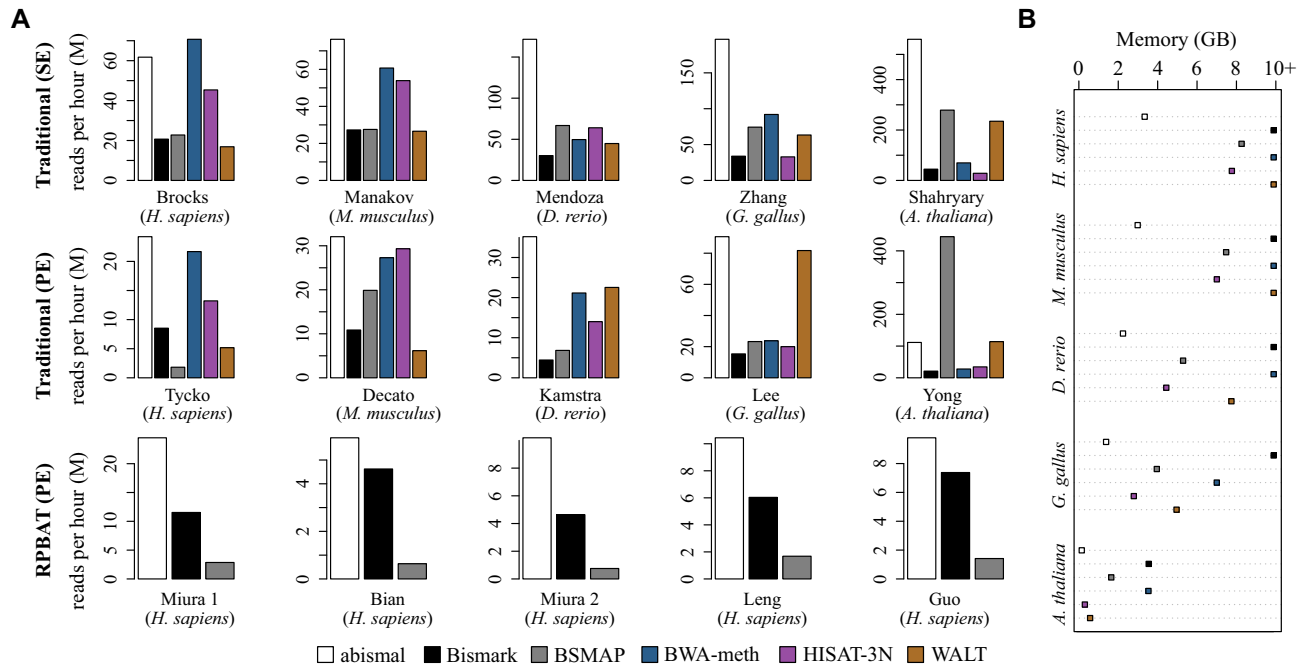 A
Traditional (SE)
reads per hour (M)
0 20 40 60
Brocks
(H. sapiens)
0 20 40 60
Manakov
(M. musculus)
0 50 100
Mendoza
(D. rerio)
0 50 150
Zhang
(G. gallus)
0 200 400
Shahryary
(A. thaliana)
Traditional (PE)
reads per hour (M)
0 5 10 20
Tycko
(H. sapiens)
0 10 20 30
Decato
(M. musculus)
0 10 20 30
Kamstra
(D. rerio)
0 20 60
Lee
(G. gallus)
0 200 400
Yong
(A. thaliana)
RPBAT (PE)
reads per hour (M)
0 5 10 20
Miura 1
(H. sapiens)
0 2 4
Bian
(H. sapiens)
0 2 4 6 8
Miura 2
(H. sapiens)
0 2 4 6 8
Leng
(H. sapiens)
0 2 4 6 8
Guo
(H. sapiens)
abismal Bismark BSMAP BWA-meth HISAT-3N WALT
B
Memory (GB)
0 2 4 6 8 10+
H. sapiens
M. musculus
D. rerio
G. gallus
A. thaliana